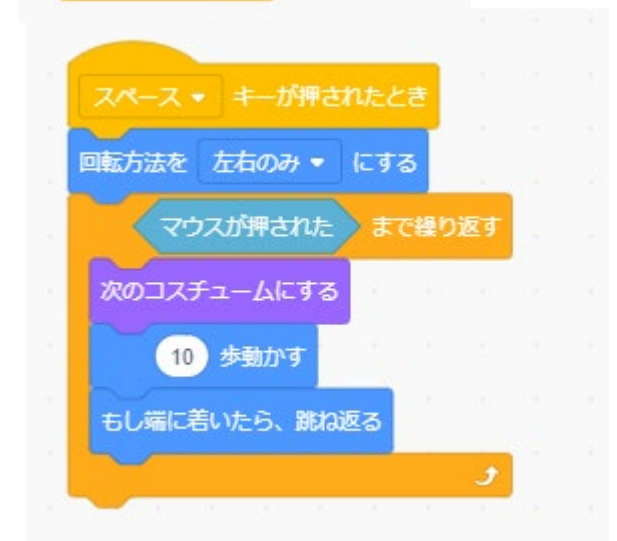 スペース キーが押されたとき
回転方法を 左右のみ にする
マウスが押された まで繰り返す
次のコスチュームにする
10 歩動かす
もし端に着いたら、跳ね返る